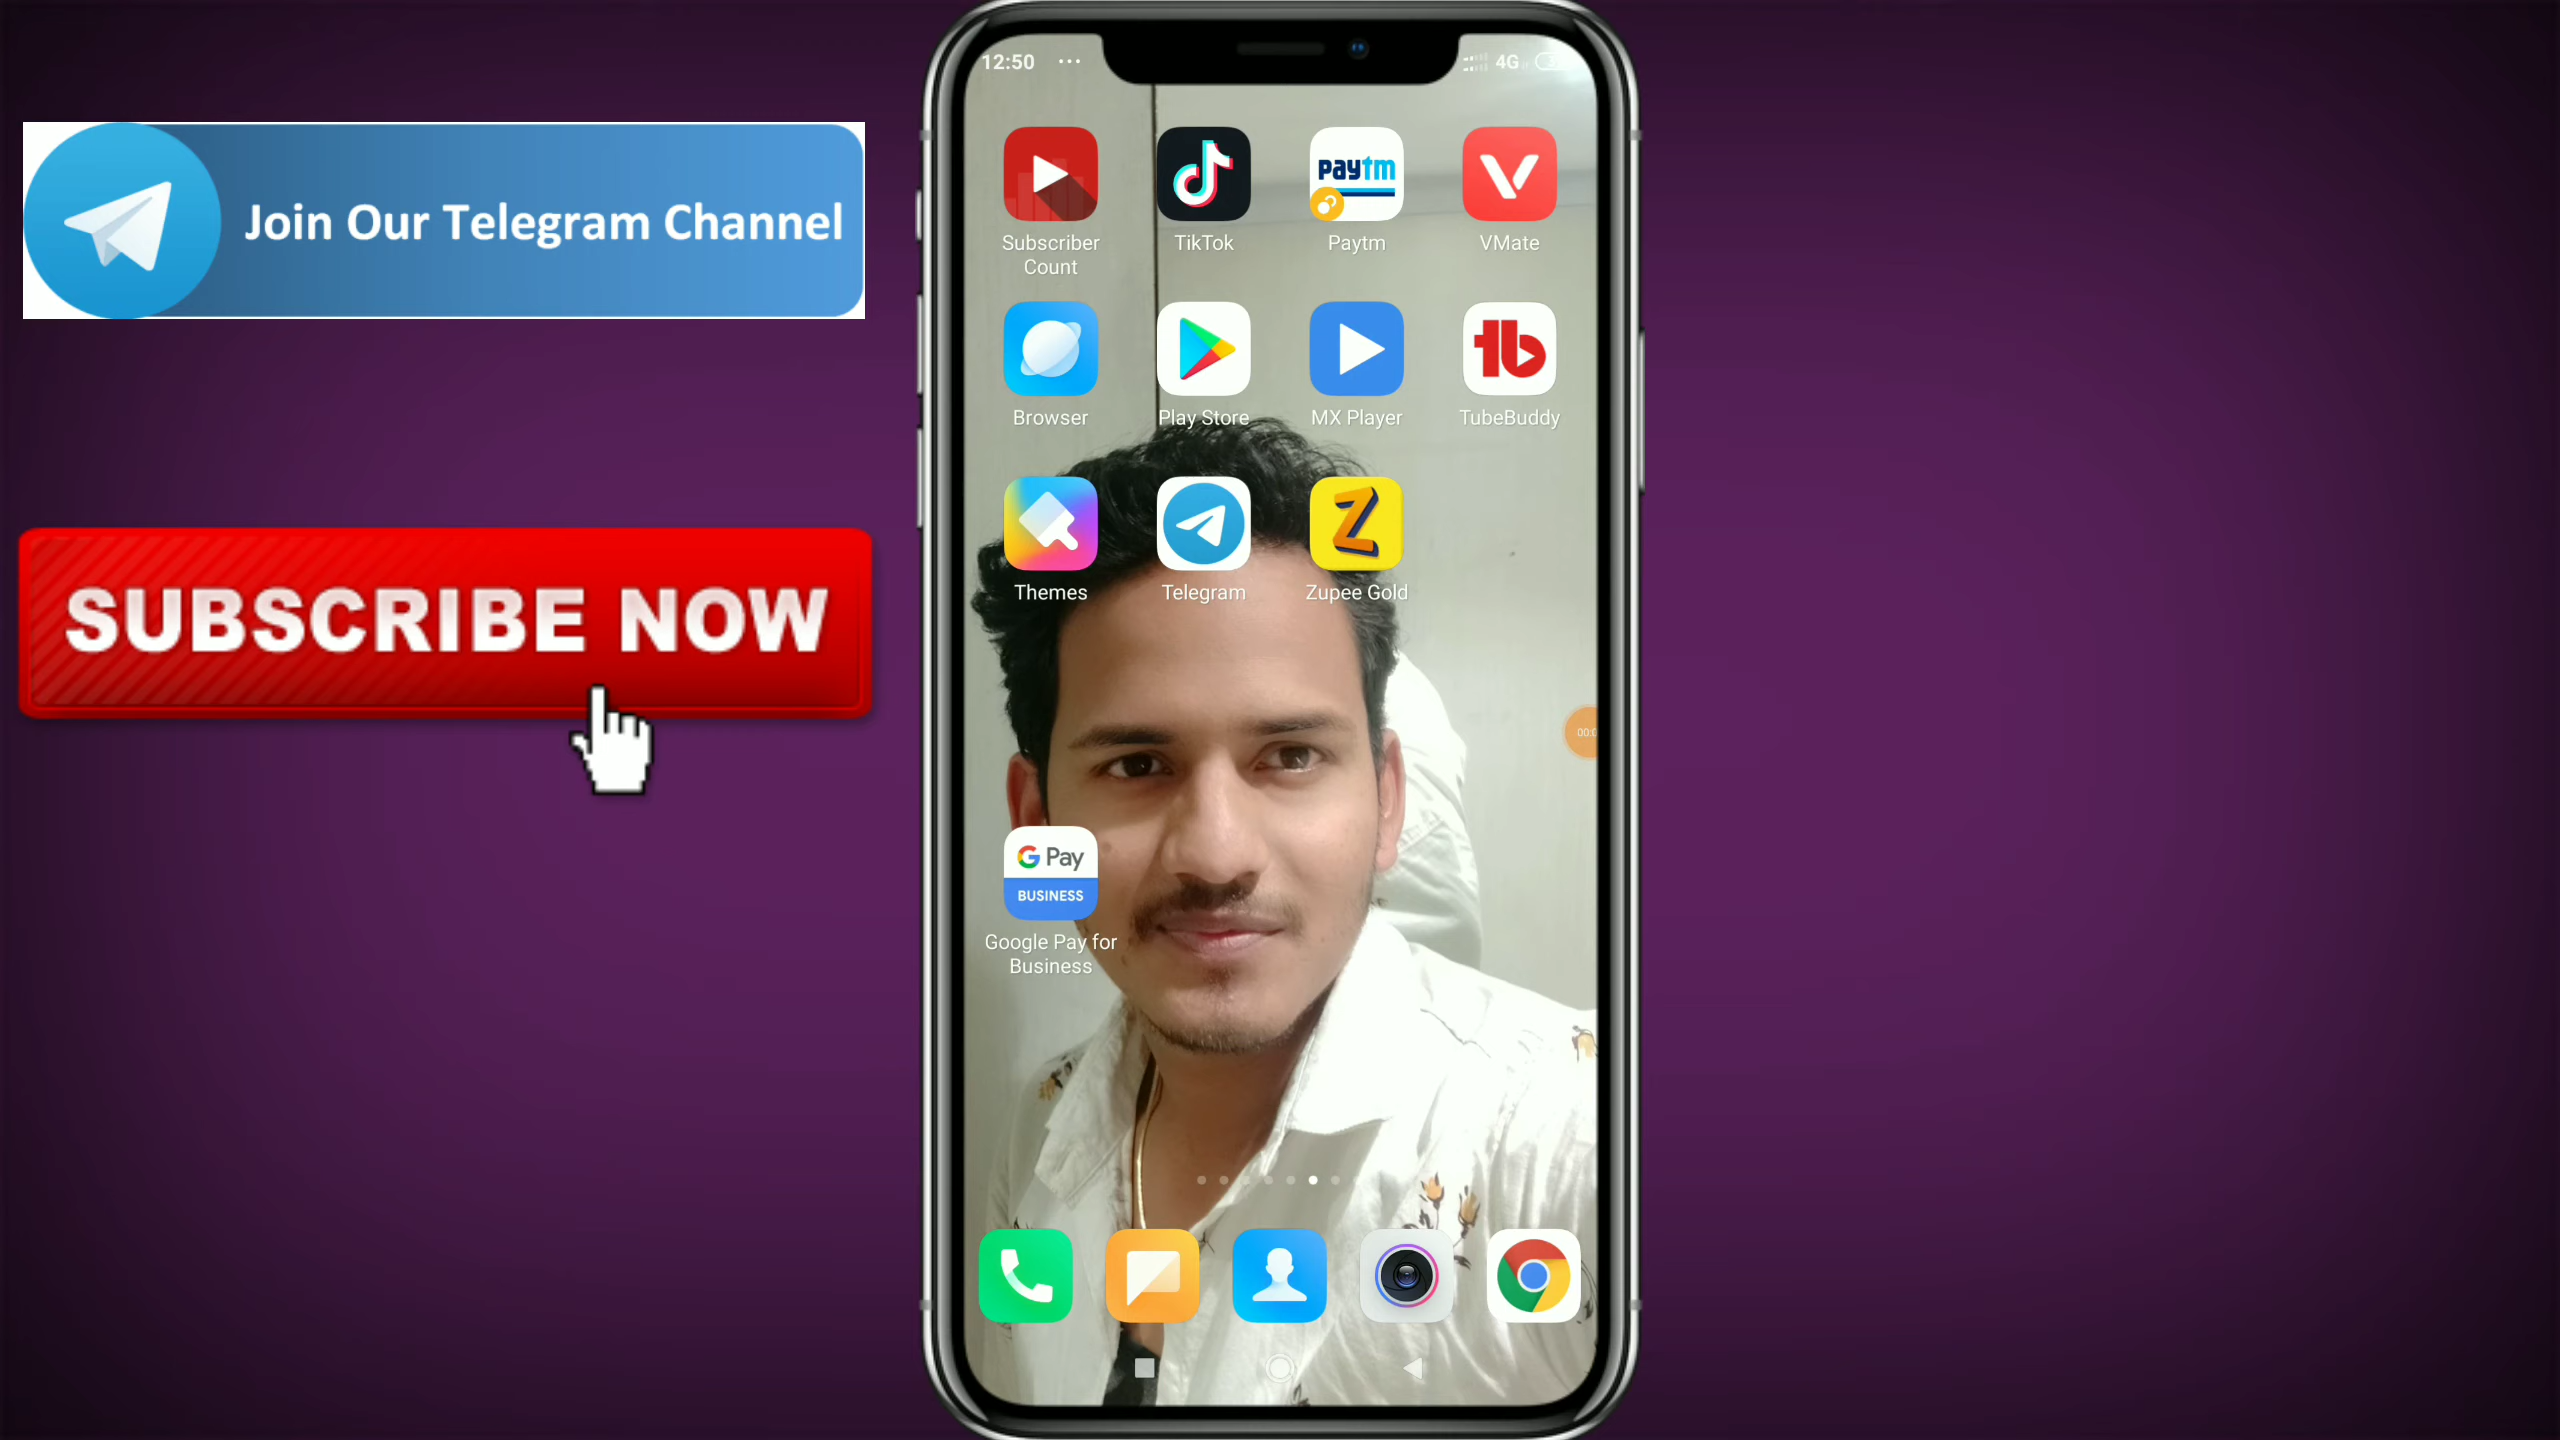 12:50
4G
Join Our Telegram Channel
SUBSCRIBE NOW
Subscriber
Count
TikTok
paytm
Paytm
VMate
Browser
Play Store
MX Player
TubeBuddy
Themes
Telegram
Zupee Gold
G Pay
BUSINESS
Google Pay for
Business